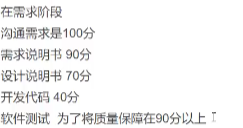 在需求阶段
沟通需求是100分
需求说明书 90分
设计说明书 70分
开发代码 40分
软件测试 为了将质量保障在90分以上